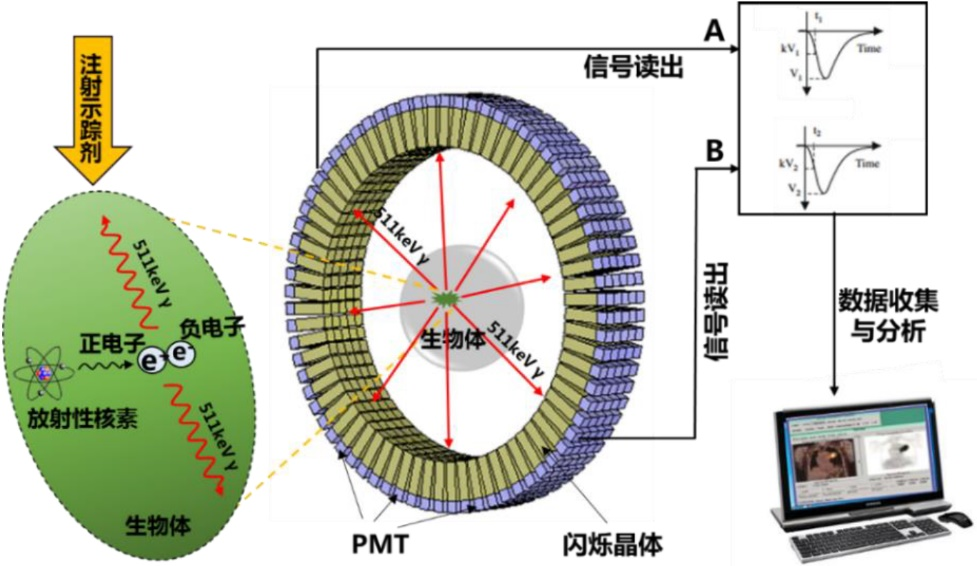 注射示踪剂
511keV γ
正电子
负电子
e⁺
e⁻
放射性核素
511keV γ
生物体
511keV γ
生物体
511keV γ
PMT
闪烁晶体
A
信号读出
B
信号读出
t₁
kV₁
Time
V₁
t₂
kV₂
Time
V₂
数据收集
与分析